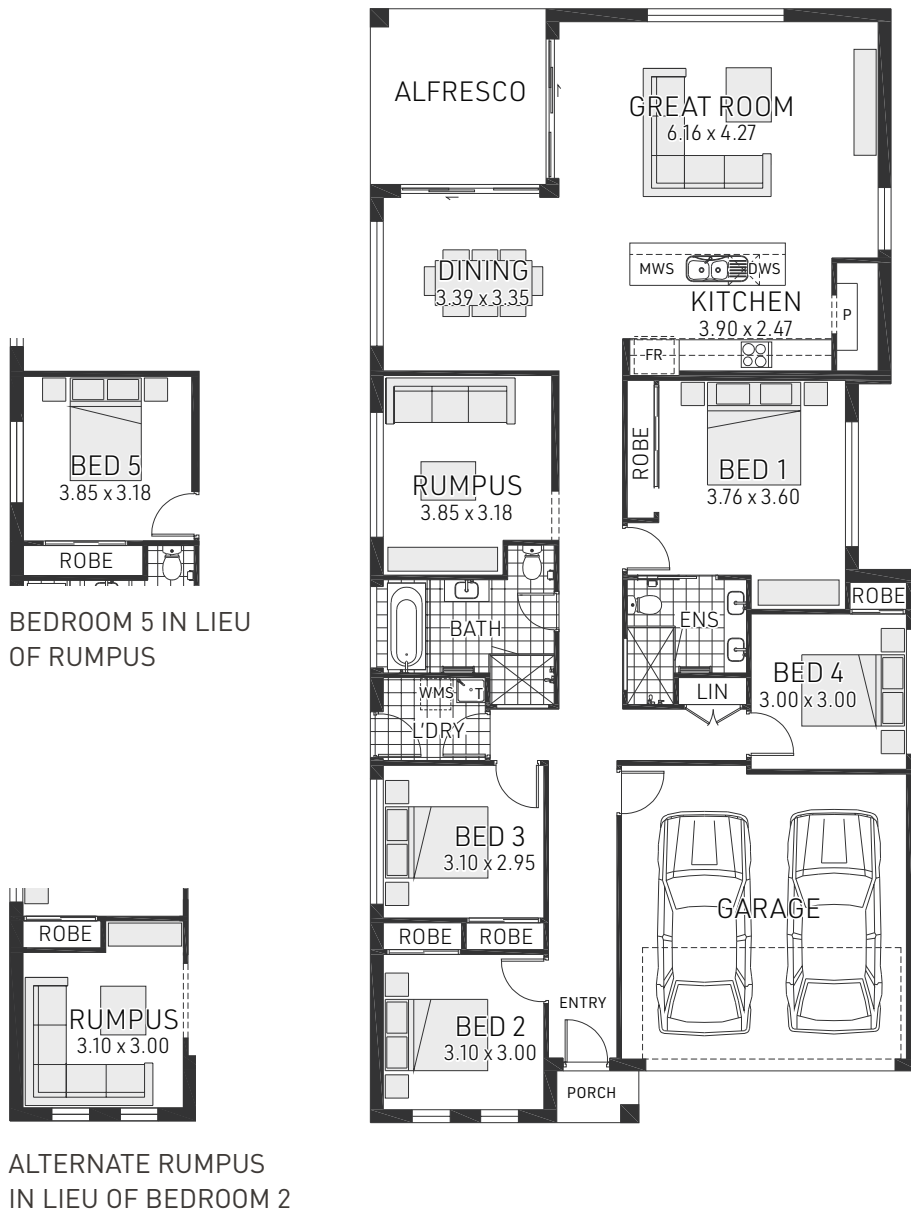 ALFRESCO
GREAT ROOM
6.16 x 4.27
MWS
DWS
DINING
3.39 x 3.35
KITCHEN
3.90 x 2.47
P
FR
BED 5
3.85 x 3.18
ROBE
BEDROOM 5 IN LIEU
OF RUMPUS
RUMPUS
3.85 x 3.18
ROBE
BED 1
3.76 x 3.60
ROBE
BATH
ENS
BED 4
3.00 x 3.00
LIN
WMS
T
L'DRY
BED 3
3.10 x 2.95
ROBE
ROBE
GARAGE
ENTRY
BED 2
3.10 x 3.00
PORCH
ROBE
RUMPUS
3.10 x 3.00
ALTERNATE RUMPUS
IN LIEU OF BEDROOM 2